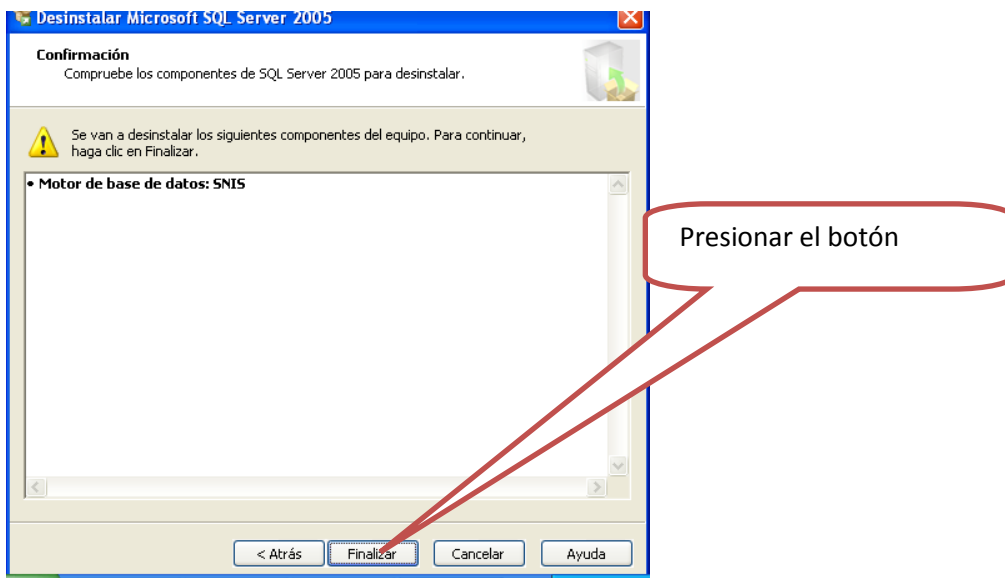 Desinstalar Microsoft SQL Server 2005
Confirmación
Compruebe los componentes de SQL Server 2005 para desinstalar.
Se van a desinstalar los siguientes componentes del equipo. Para continuar,
haga clic en Finalizar.
• Motor de base de datos: SNIS
Presionar el botón
< Atrás
Finalizar
Cancelar
Ayuda